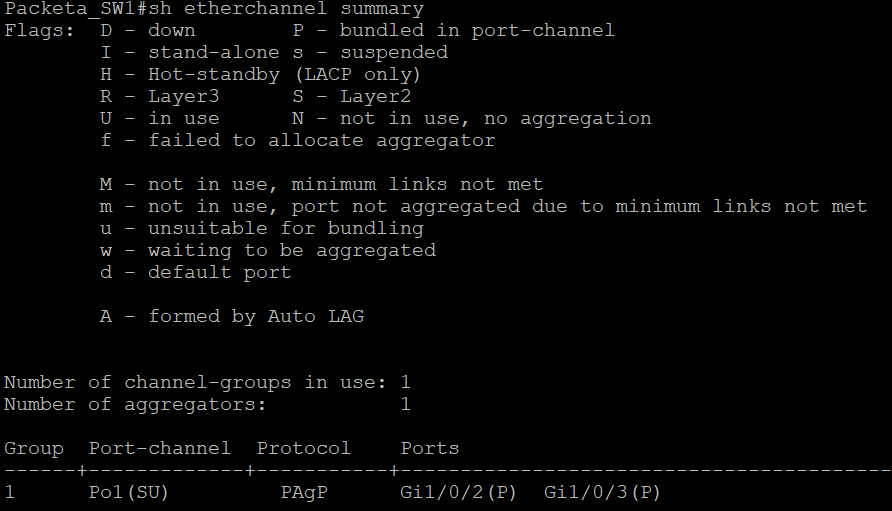 Packeta_SW1#sh etherchannel summary
Flags:  D - down        P - bundled in port-channel
        I - stand-alone s - suspended
        H - Hot-standby (LACP only)
        R - Layer3      S - Layer2
        U - in use      N - not in use, no aggregation
        f - failed to allocate aggregator

        M - not in use, minimum links not met
        m - not in use, port not aggregated due to minimum links not met
        u - unsuitable for bundling
        w - waiting to be aggregated
        d - default port

        A - formed by Auto LAG

Number of channel-groups in use: 1
Number of aggregators:           1

Group  Port-channel  Protocol    Ports
------+-------------+-----------+-----------------------------------------
1      Po1(SU)         PAgP      Gi1/0/2(P)  Gi1/0/3(P)